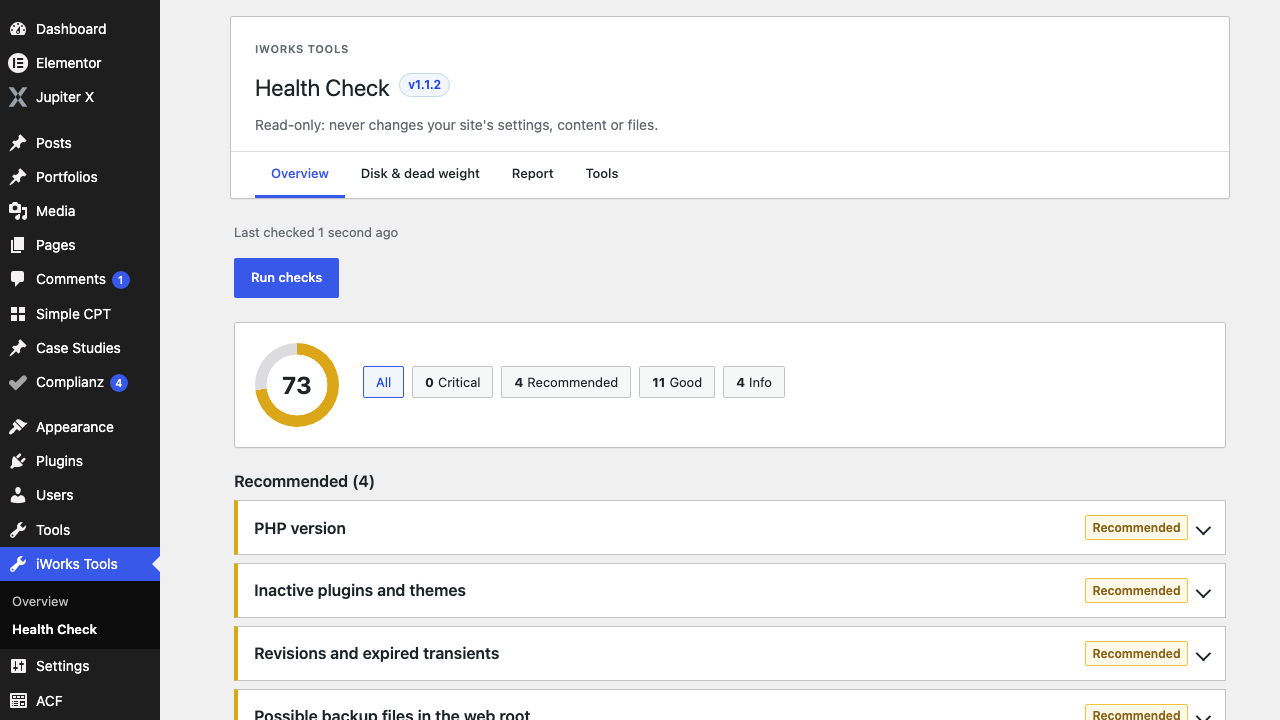 Dashboard
Elementor
Jupiter X
Posts
Portfolios
Media
Pages
Comments 1
Simple CPT
Case Studies
Complianz 4
Appearance
Plugins
Users
Tools
iWorks Tools
Overview
Health Check
Settings
ACF
IWORKS TOOLS
Health Check v1.1.2
Read-only: never changes your site's settings, content or files.
Overview Disk & dead weight Report Tools
Last checked 1 second ago
Run checks
73 All 0 Critical 4 Recommended 11 Good 4 Info
Recommended (4)
PHP version Recommended
Inactive plugins and themes Recommended
Revisions and expired transients Recommended
Possible backup files in the web root Recommended